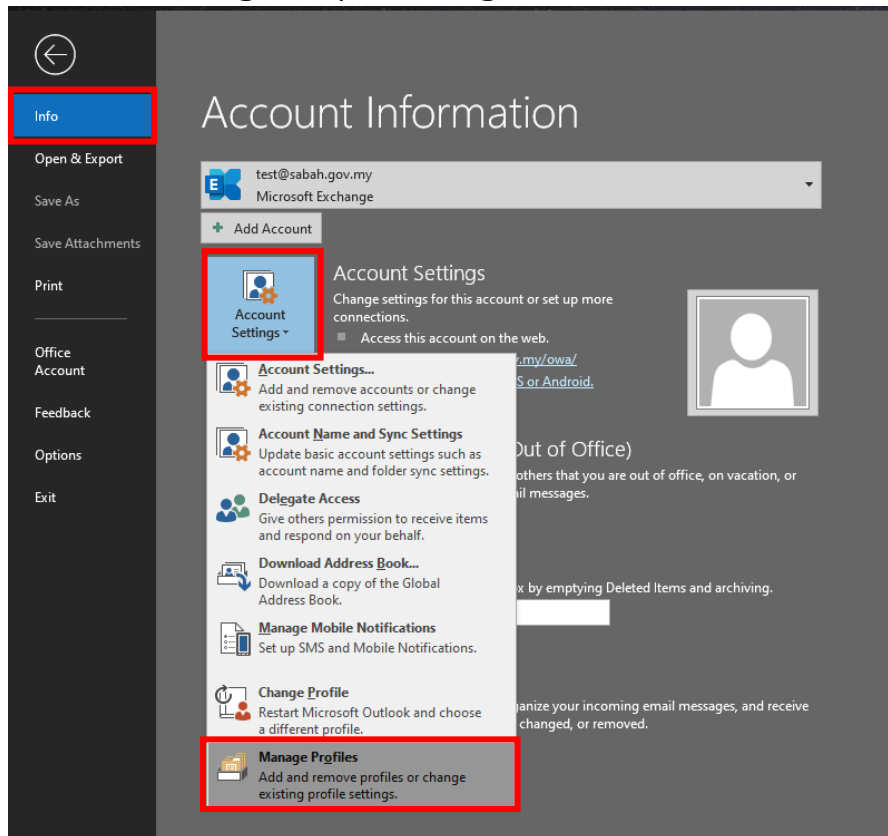 Info
Open & Export
Save As
Save Attachments
Print
Office
Account
Feedback
Options
Exit
Account Information
test@sabah.gov.my
Microsoft Exchange
Add Account
Account
Settings
Account Settings
Change settings for this account or set up more
connections.
Access this account on the web.
.my/owa/
S or Android.
Account Settings...
Add and remove accounts or change
existing connection settings.
Account Name and Sync Settings
Update basic account settings such as
account name and folder sync settings.
Delegate Access
Give others permission to receive items
and respond on your behalf.
Download Address Book...
Download a copy of the Global
Address Book.
Manage Mobile Notifications
Set up SMS and Mobile Notifications.
Change Profile
Restart Microsoft Outlook and choose
a different profile.
Manage Profiles
Add and remove profiles or change
existing profile settings.
Out of Office)
others that you are out of office, on vacation, or
il messages.
x by emptying Deleted Items and archiving.
ganize your incoming email messages, and receive
changed, or removed.